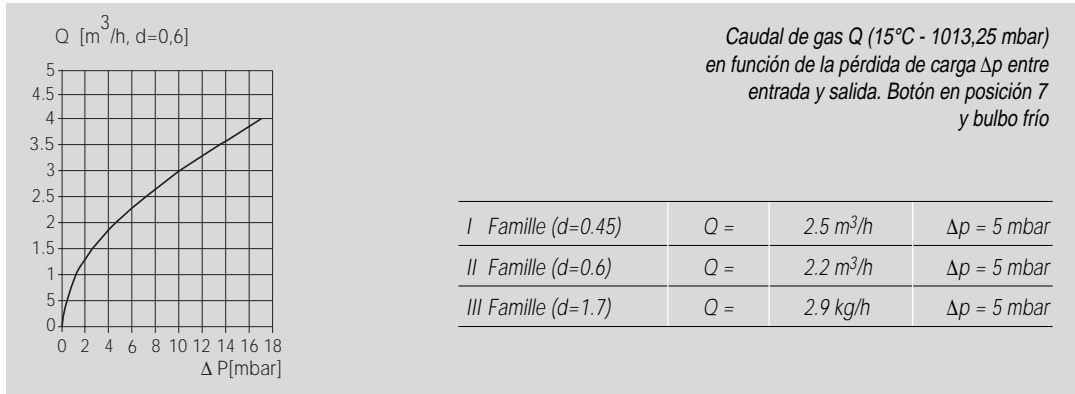 Q [m3/h, d=0,6]
5
4.5
4
3.5
3
2.5
2
1.5
1
5
0
0 2 4 6 8 10 12 14 16 18
Δ P[mbar]
Caudal de gas Q (15°C - 1013,25 mbar)
en función de la pérdida de carga Δp entre
entrada y salida. Botón en posición 7
y bulbo frío
I Famille (d=0.45) Q = 2.5 m3/h Δp = 5 mbar
II Famille (d=0.6) Q = 2.2 m3/h Δp = 5 mbar
III Famille (d=1.7) Q = 2.9 kg/h Δp = 5 mbar